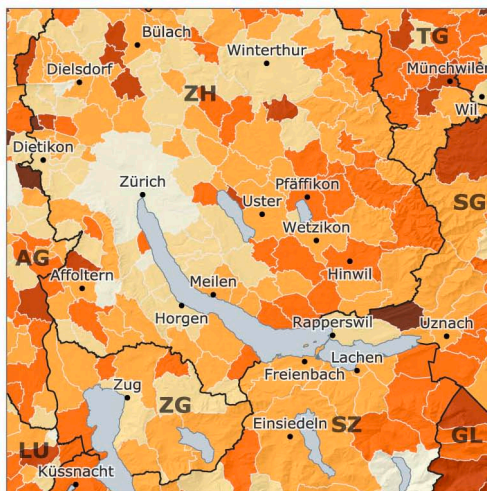 Bülach
TG
Winterthur
Dielsdorf
Münchwilen
ZH
Wil
Dietikon
Zürich
Pfäffikon
Uster
SG
Wetzikon
AG
Hinwil
Affoltern
Meilen
Horgen
Rapperswil
Uznach
Lachen
Freienbach
Zug
ZG
Einsiedeln
SZ
GL
LU
Küssnacht